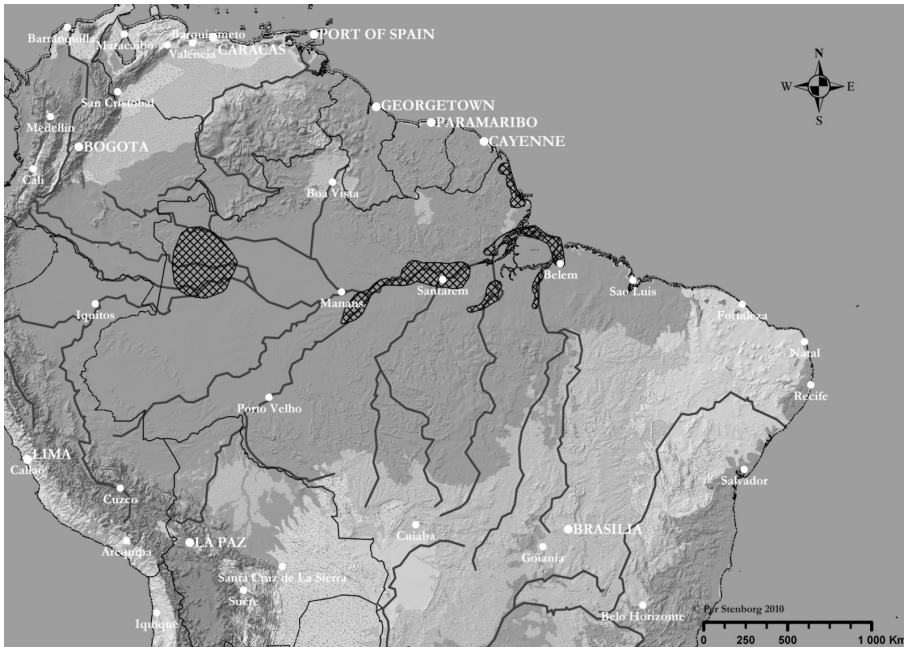 Barranquilla
Maracaibo
Barquisimeto
Valencia
CARACAS
PORT OF SPAIN
N
W
E
S
San Cristobal
GEORGETOWN
Medellin
PARAMARIBO
BOGOTA
CAYENNE
Cali
Boa Vista
Belem
Santarem
Sao Luis
Manaus
Iquitos
Fortaleza
Natal
Recife
Porto Velho
LIMA
Callao
Salvador
Cuzco
Cuiaba
BRASILIA
Arequipa
LA PAZ
Goiania
Santa Cruz de La Sierra
Sucre
Iquique
Belo Horizonte
© Per Stenborg 2010
0 250 500 1 000 Km